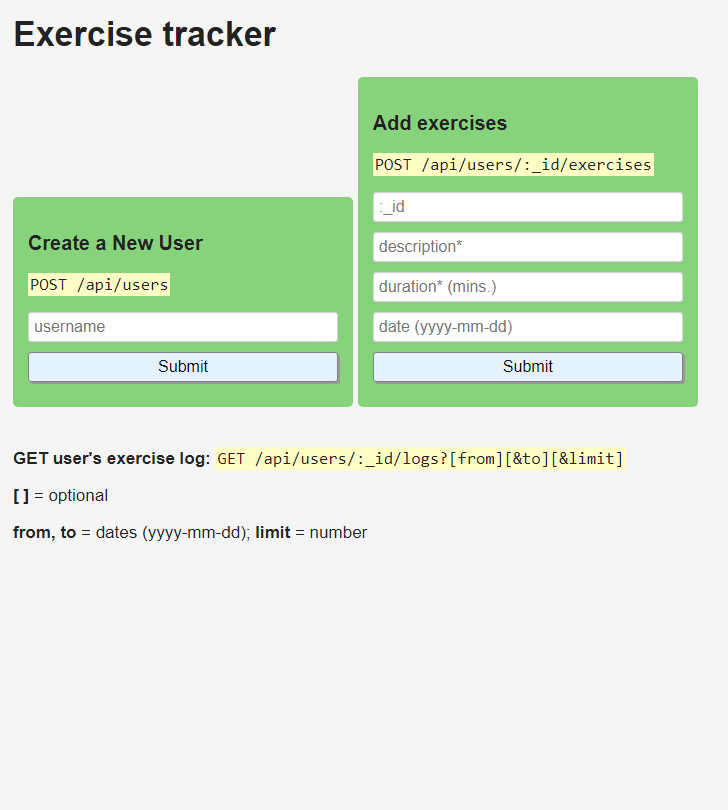 Exercise tracker
Create a New User
POST /api/users
username
Submit
Add exercises
POST /api/users/:_id/exercises
:_id
description*
duration* (mins.)
date (yyyy-mm-dd)
Submit
GET user's exercise log: GET /api/users/:_id/logs?[from][&to][&limit]
[ ] = optional
from, to = dates (yyyy-mm-dd); limit = number